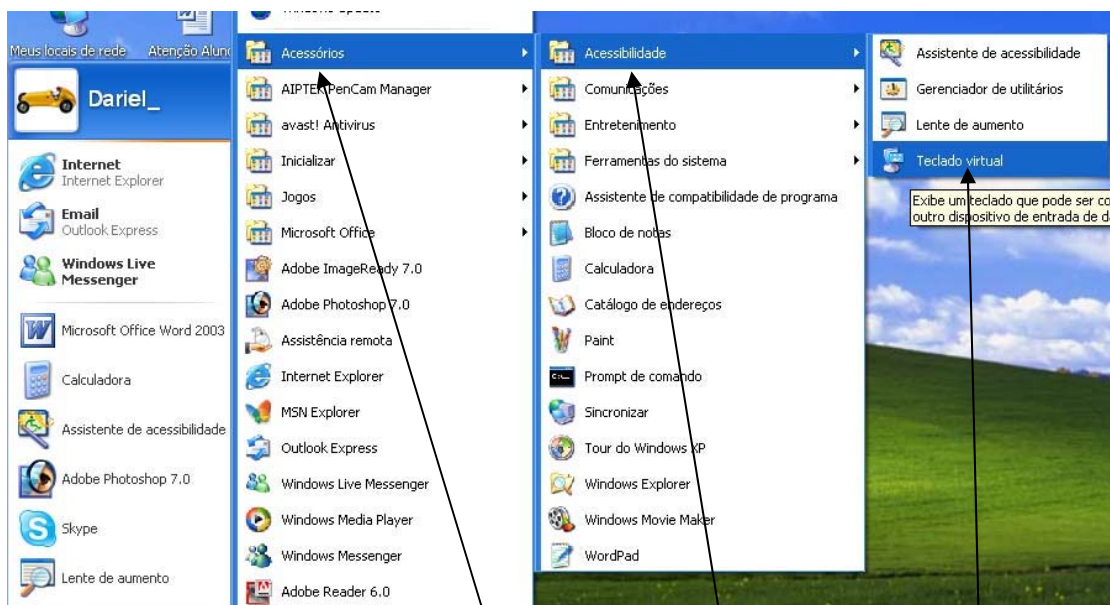 Windows Update
Meus locais de rede
Atenção Alun
Dariel_
Internet
Internet Explorer
Email
Outlook Express
Windows Live
Messenger
Microsoft Office Word 2003
Calculadora
Assistente de acessibilidade
Adobe Photoshop 7.0
Skype
Lente de aumento
Acessórios
AIPTEK PenCam Manager
avast! Antivirus
Inicializar
Jogos
Microsoft Office
Adobe ImageReady 7.0
Adobe Photoshop 7.0
Assistência remota
Internet Explorer
MSN Explorer
Outlook Express
Windows Live Messenger
Windows Media Player
Windows Messenger
Adobe Reader 6.0
Acessibilidade
Comunicações
Entretenimento
Ferramentas do sistema
Assistente de compatibilidade de programa
Bloco de notas
Calculadora
Catálogo de endereços
Paint
Prompt de comando
Sincronizar
Tour do Windows XP
Windows Explorer
Windows Movie Maker
WordPad
Assistente de acessibilidade
Gerenciador de utilitários
Lente de aumento
Teclado virtual
Exibe um teclado que pode ser co
outro dispositivo de entrada de d